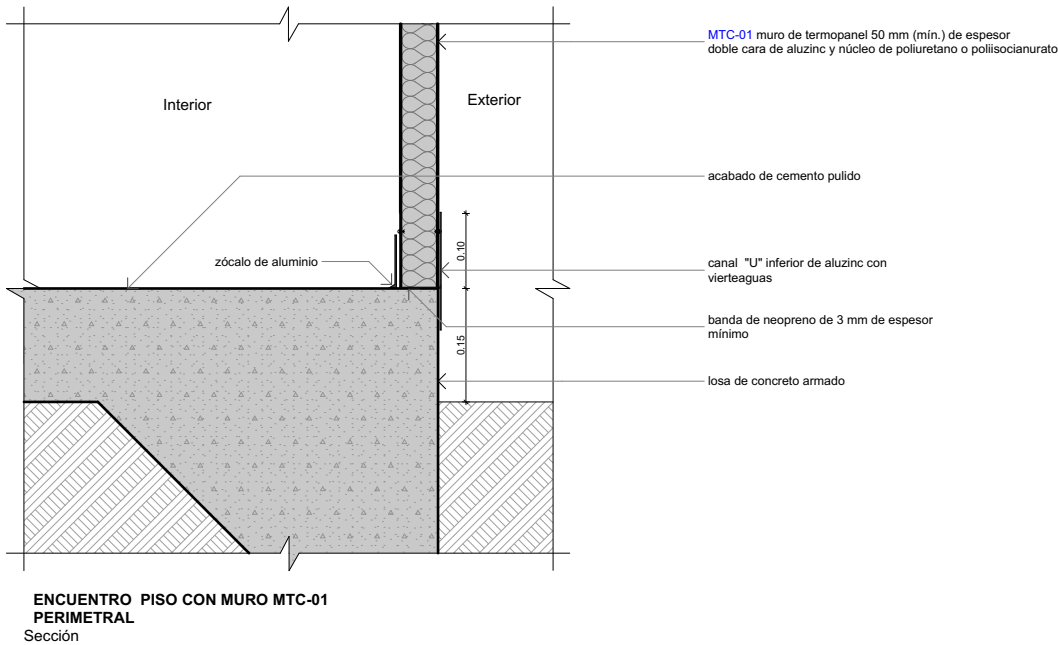 MTC-01 muro de termopanel 50 mm (mín.) de espesor
doble cara de aluzinc y núcleo de poliuretano o poliisocianurato
Interior
Exterior
acabado de cemento pulido
0.10
zócalo de aluminio
canal "U" inferior de aluzinc con
vierteaguas
banda de neopreno de 3 mm de espesor
mínimo
0.15
losa de concreto armado
ENCUENTRO PISO CON MURO MTC-01
PERIMETRAL
Sección